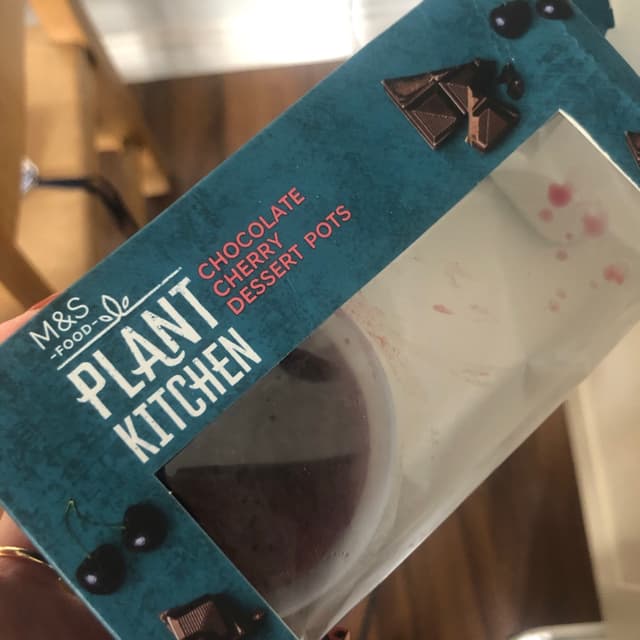 M&S
-FOOD-
PLANT
KITCHEN
CHOCOLATE
CHERRY
DESSERT POTS